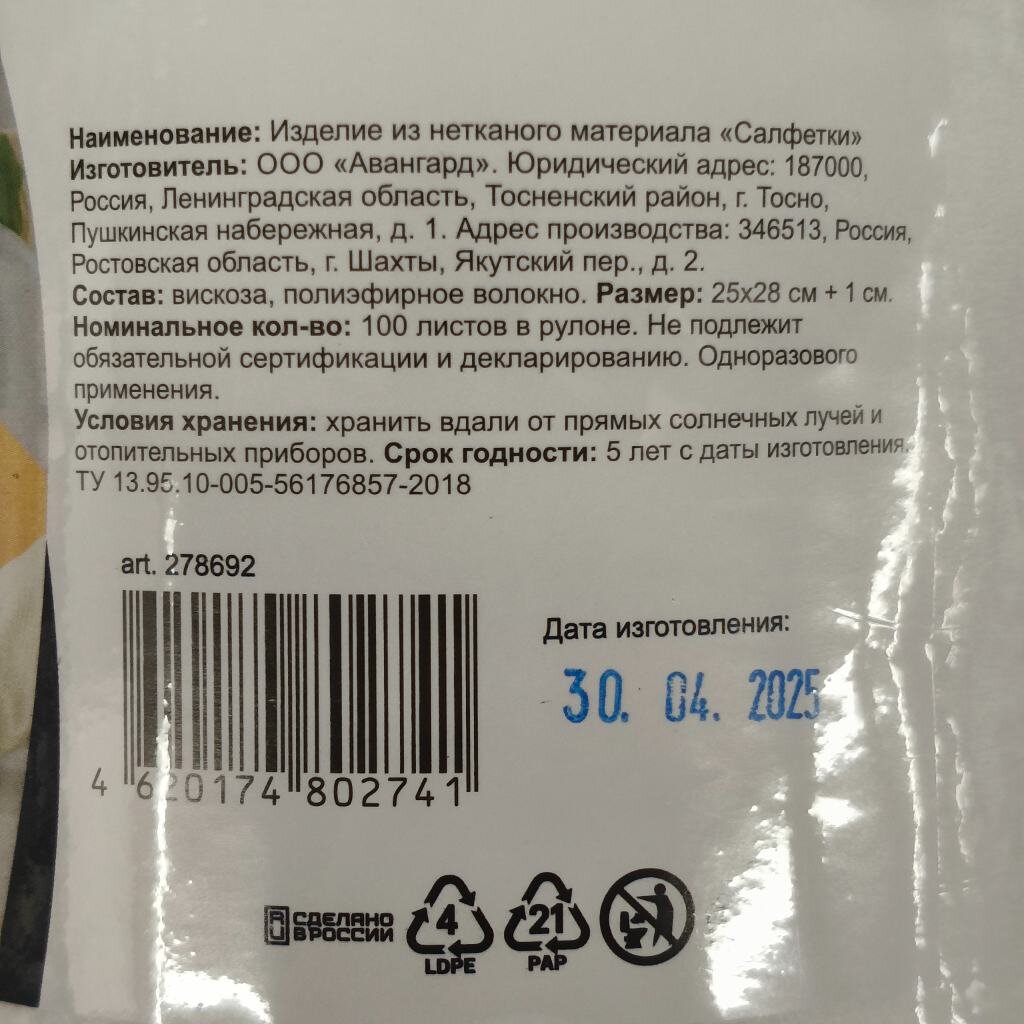 Наименование: Изделие из нетканого материала «Салфетки»
Изготовитель: ООО «Авангард». Юридический адрес: 187000,
Россия, Ленинградская область, Тосненский район, г. Тосно,
Пушкинская набережная, д. 1. Адрес производства: 346513, Россия,
Ростовская область, г. Шахты, Якутский пер., д. 2.
Состав: вискоза, полиэфирное волокно. Размер: 25х28 см + 1 см.
Номинальное кол-во: 100 листов в рулоне. Не подлежит
обязательной сертификации и декларированию. Одноразового
применения.
Условия хранения: хранить вдали от прямых солнечных лучей и
отопительных приборов. Срок годности: 5 лет с даты изготовления.
ТУ 13.95.10-005-56176857-2018
art. 278692
Дата изготовления:
30. 04. 2025
4 620174 802741
RU СДЕЛАНО
В РОССИИ
4
LDPE
21
PAP